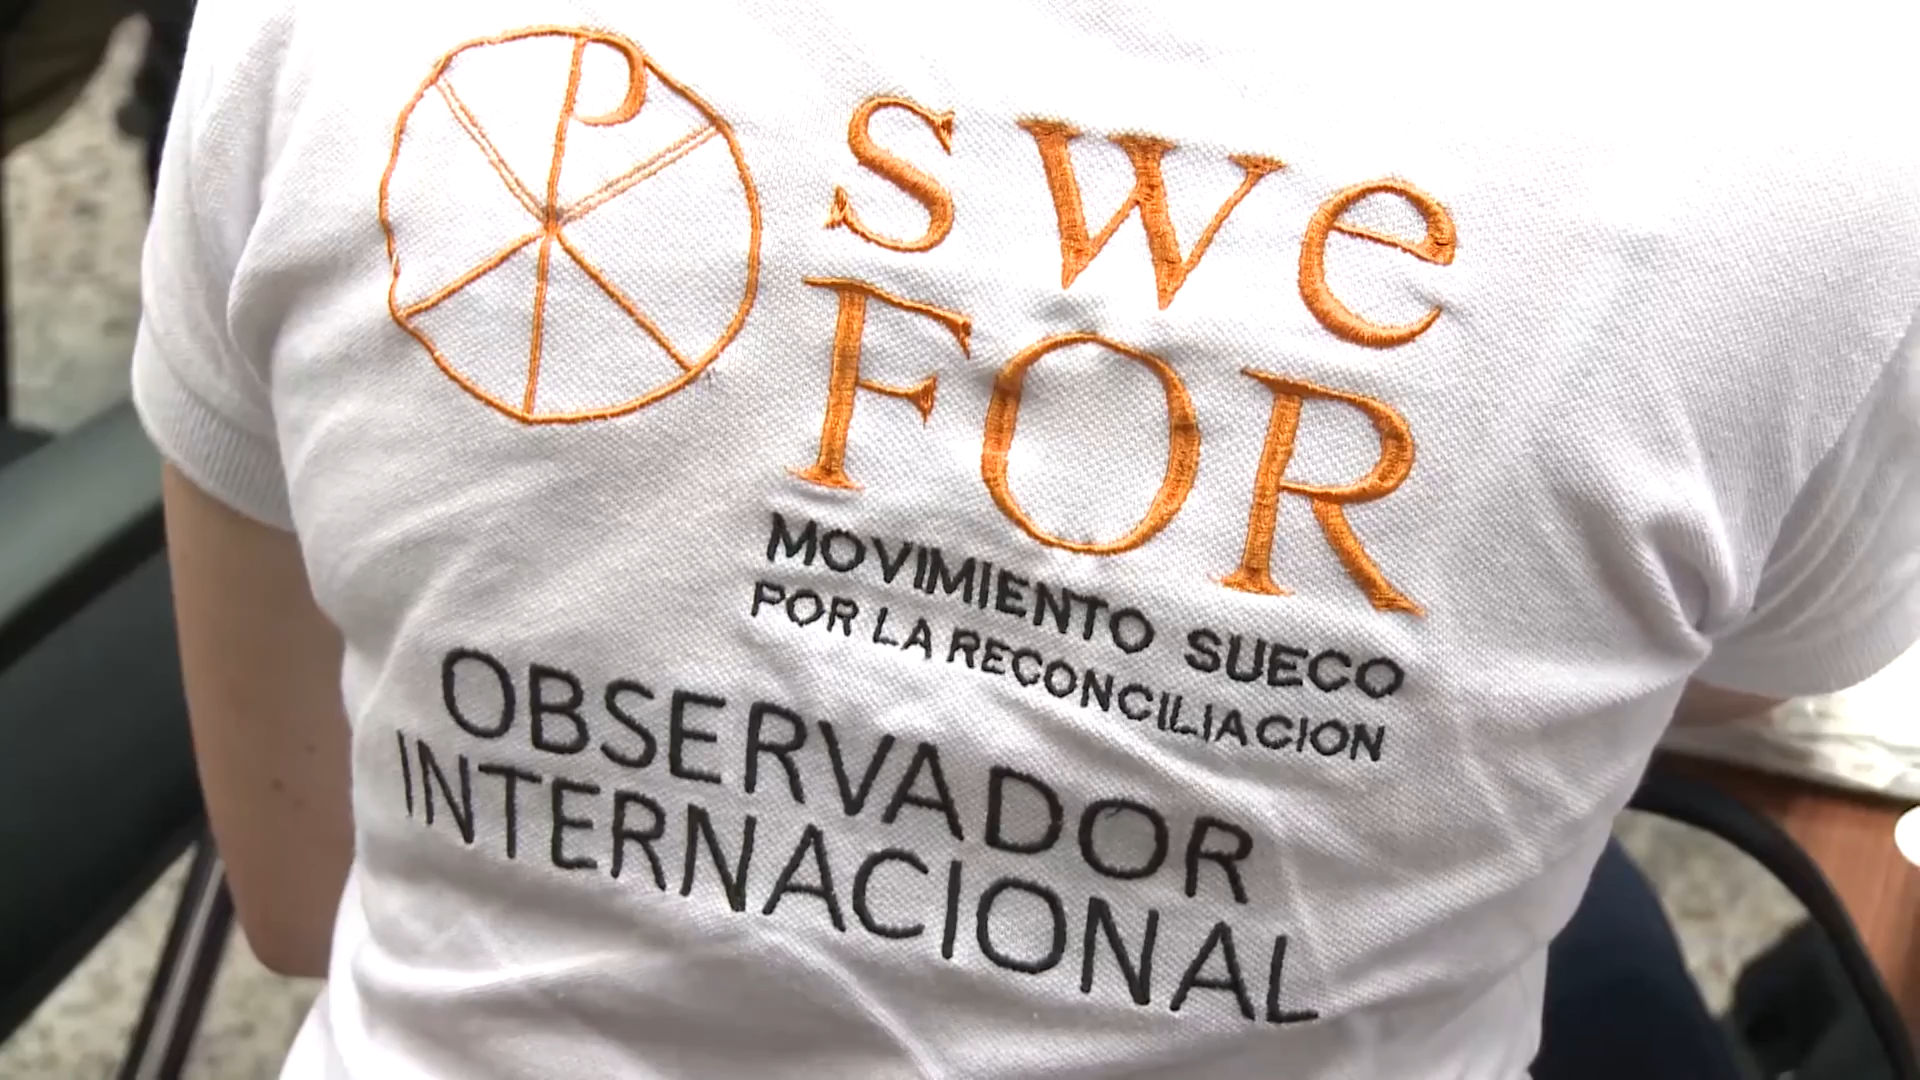 P
swe
FOR
MOVIMIENTO SUECO
POR LA RECONCILIACION
OBSERVADOR
INTERNACIONAL